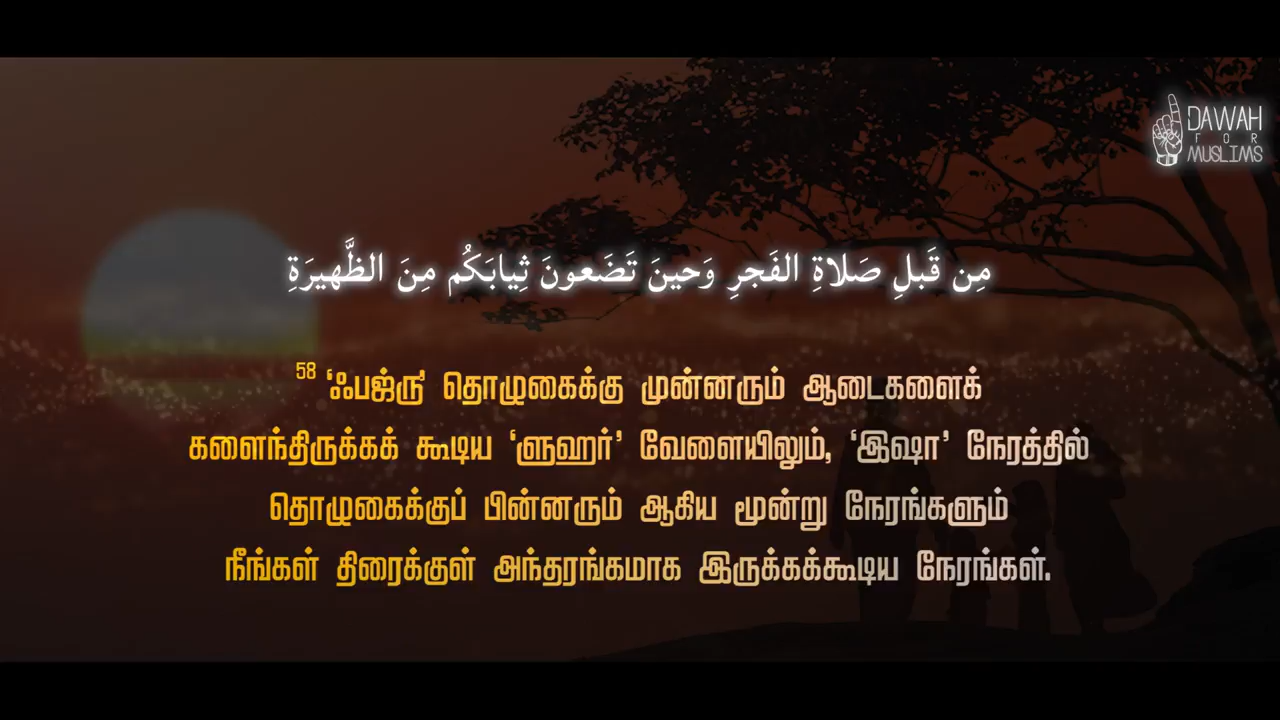 DAWAH
FOR
MUSLIMS
مِن قَبلِ صَلاةِ الفَجرِ وَحينَ تَضَعونَ ثِيابَكُم مِنَ الظَّهيرَةِ
58 ‘ஃபஜ்ரு’ தொழுகைக்கு முன்னரும் ஆடைகளைக்
களைந்திருக்கக் கூடிய ‘ளுஹர்’ வேளையிலும், ‘இஷா’ நேரத்தில்
தொழுகைக்குப் பின்னரும் ஆகிய மூன்று நேரங்களும்
நீங்கள் திரைக்குள் அந்தரங்கமாக இருக்கக்கூடிய நேரங்கள்.